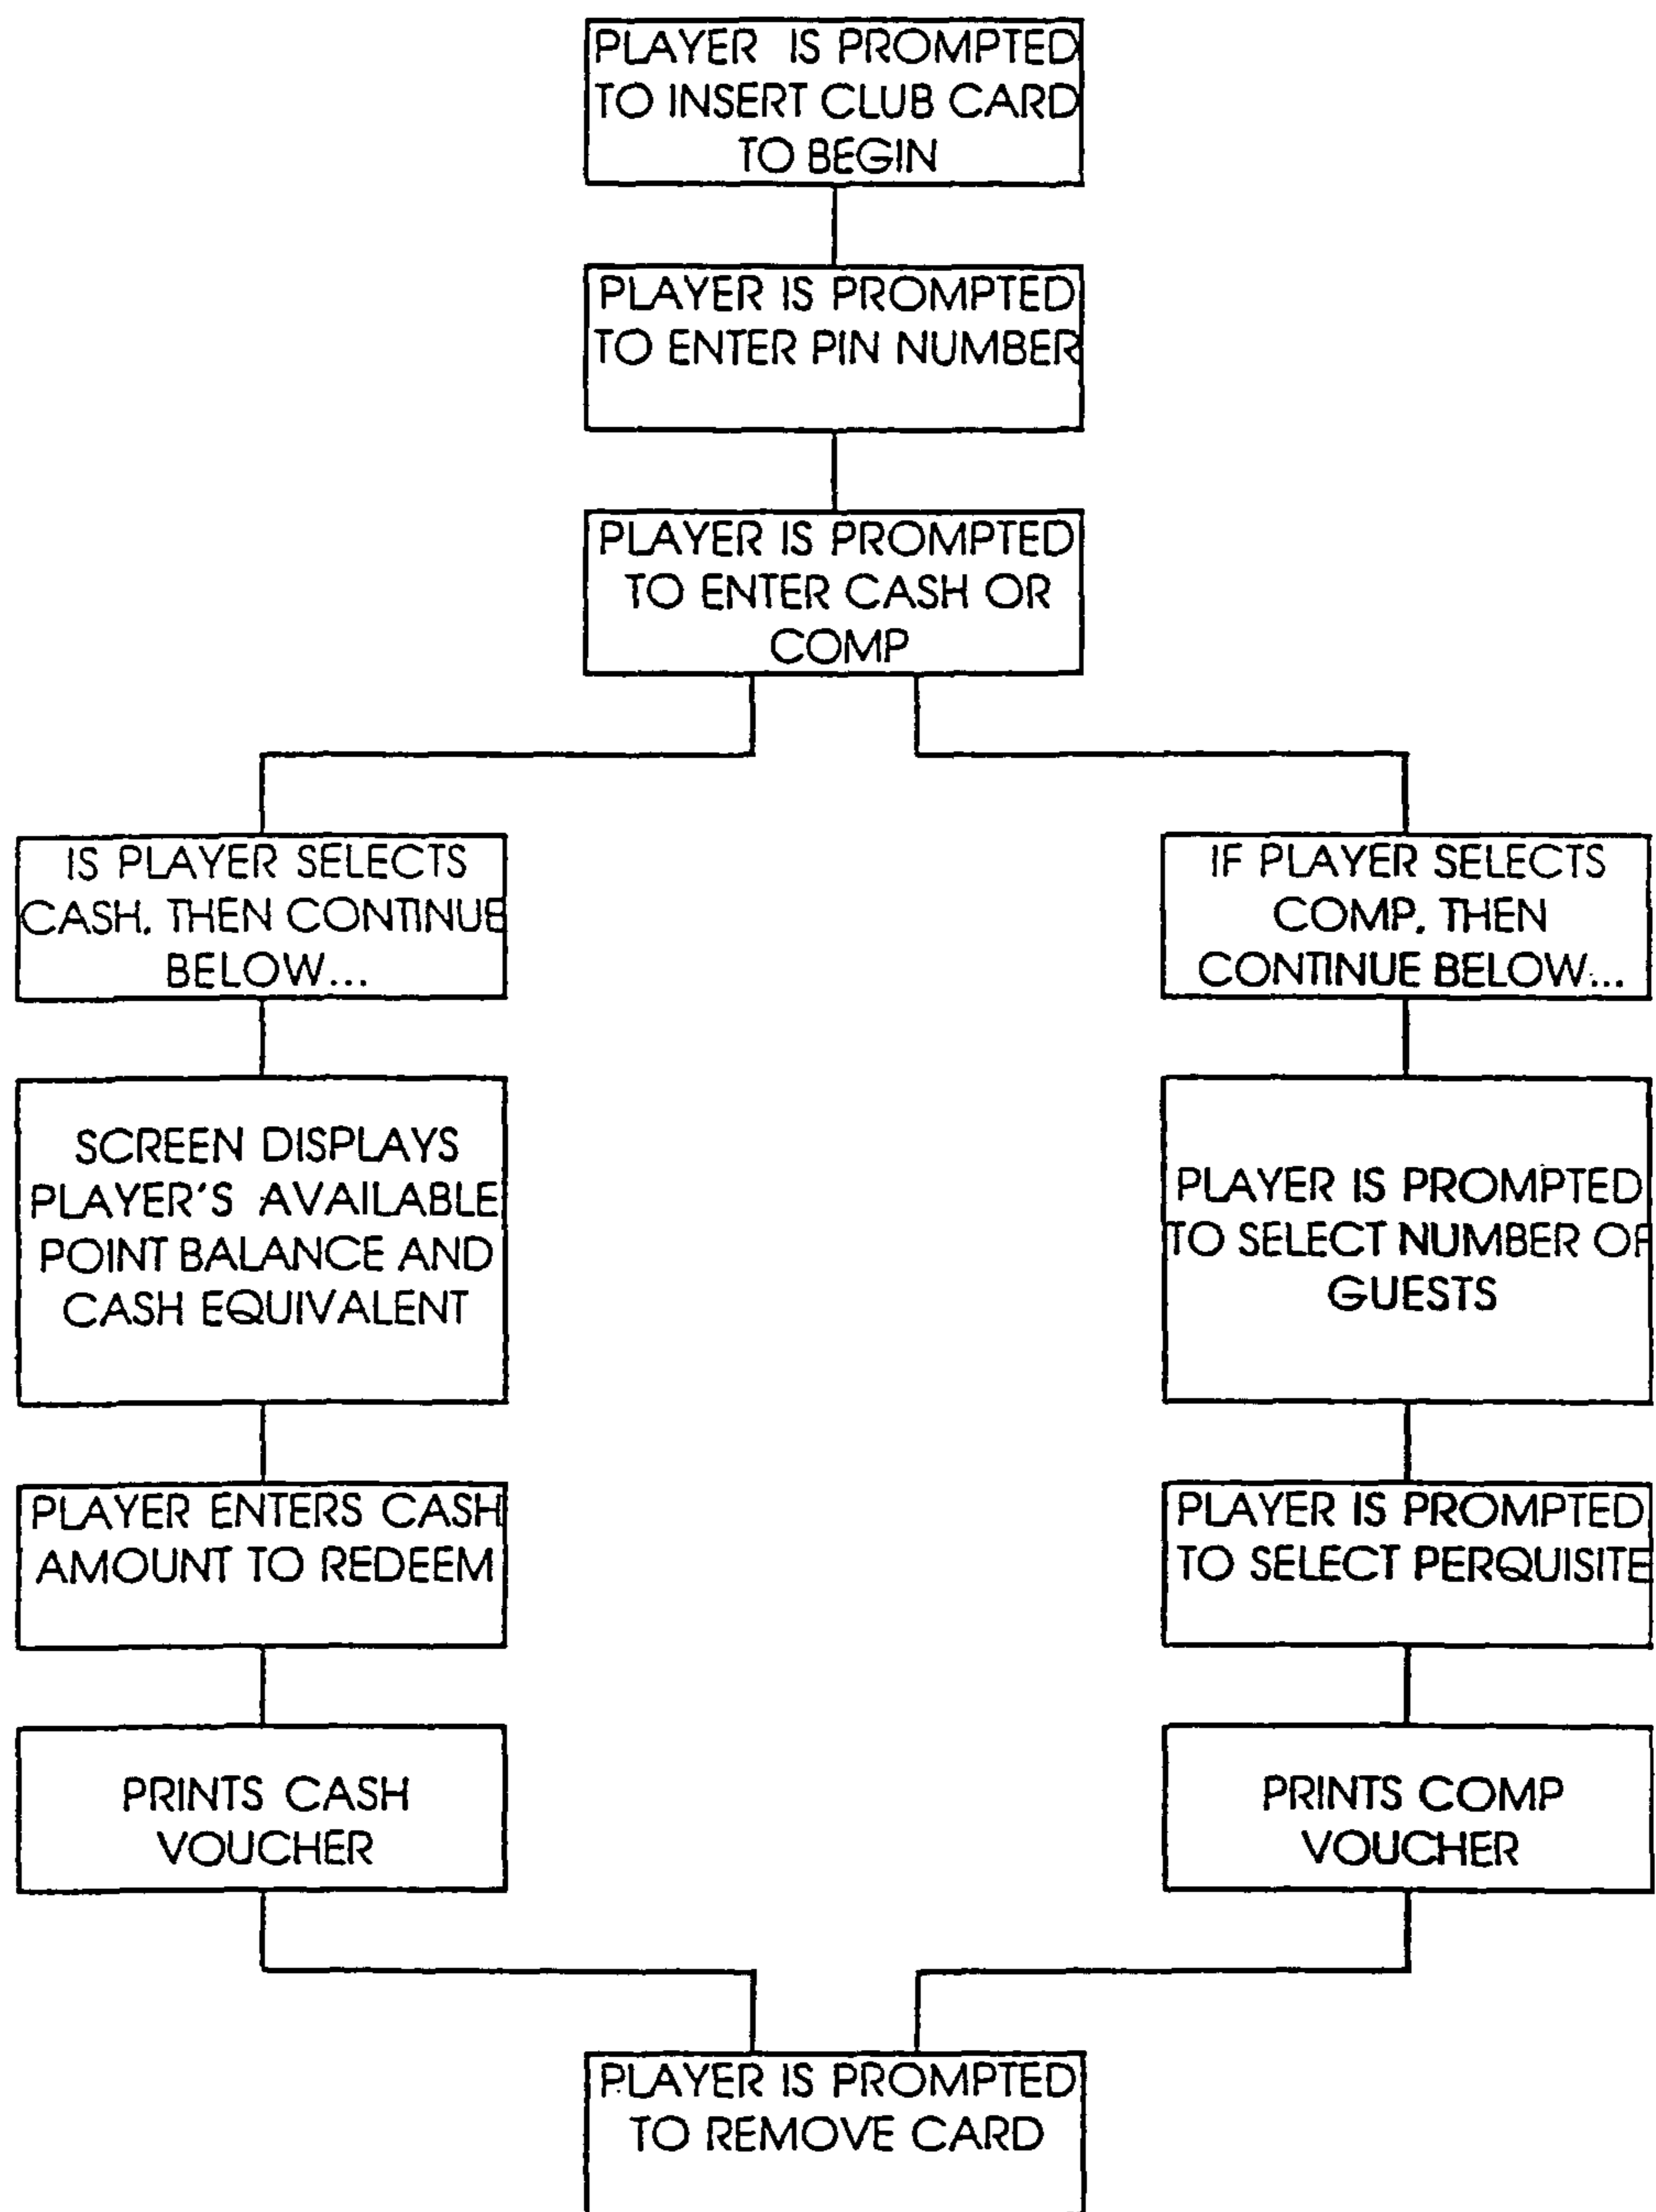 PLAYER IS PROMPTED
TO INSERT CLUB CARD
TO BEGIN
PLAYER IS PROMPTED
TO ENTER PIN NUMBER
PLAYER IS PROMPTED
TO ENTER CASH OR
COMP
IS PLAYER SELECTS
CASH, THEN CONTINUE
BELOW...
SCREEN DISPLAYS
PLAYER'S AVAILABLE
POINT BALANCE AND
CASH EQUIVALENT
PLAYER ENTERS CASH
AMOUNT TO REDEEM
PRINTS CASH
VOUCHER
IF PLAYER SELECTS
COMP, THEN
CONTINUE BELOW...
PLAYER IS PROMPTED
TO SELECT NUMBER OF
GUESTS
PLAYER IS PROMPTED
TO SELECT PERQUISITE
PRINTS COMP
VOUCHER
PLAYER IS PROMPTED
TO REMOVE CARD